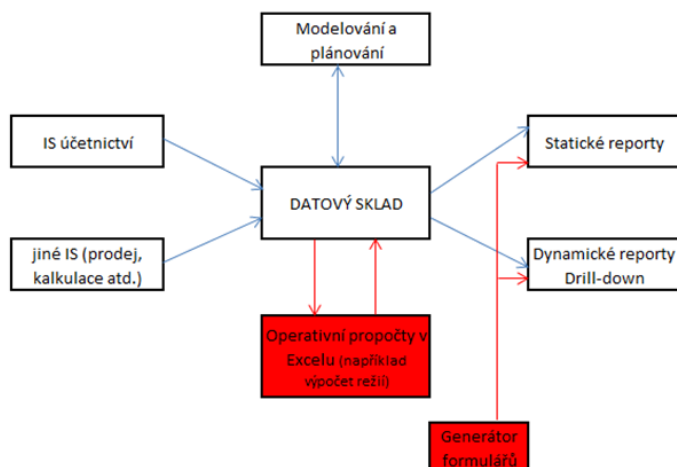 Modelování a
plánování
IS účetnictví
Statické reporty
DATOVÝ SKLAD
jiné IS (prodej,
kalkulace atd.)
Dynamické reporty
Drill-down
Operativní propočty v
Excelu (například
výpočet režií)
Generátor
formulářů